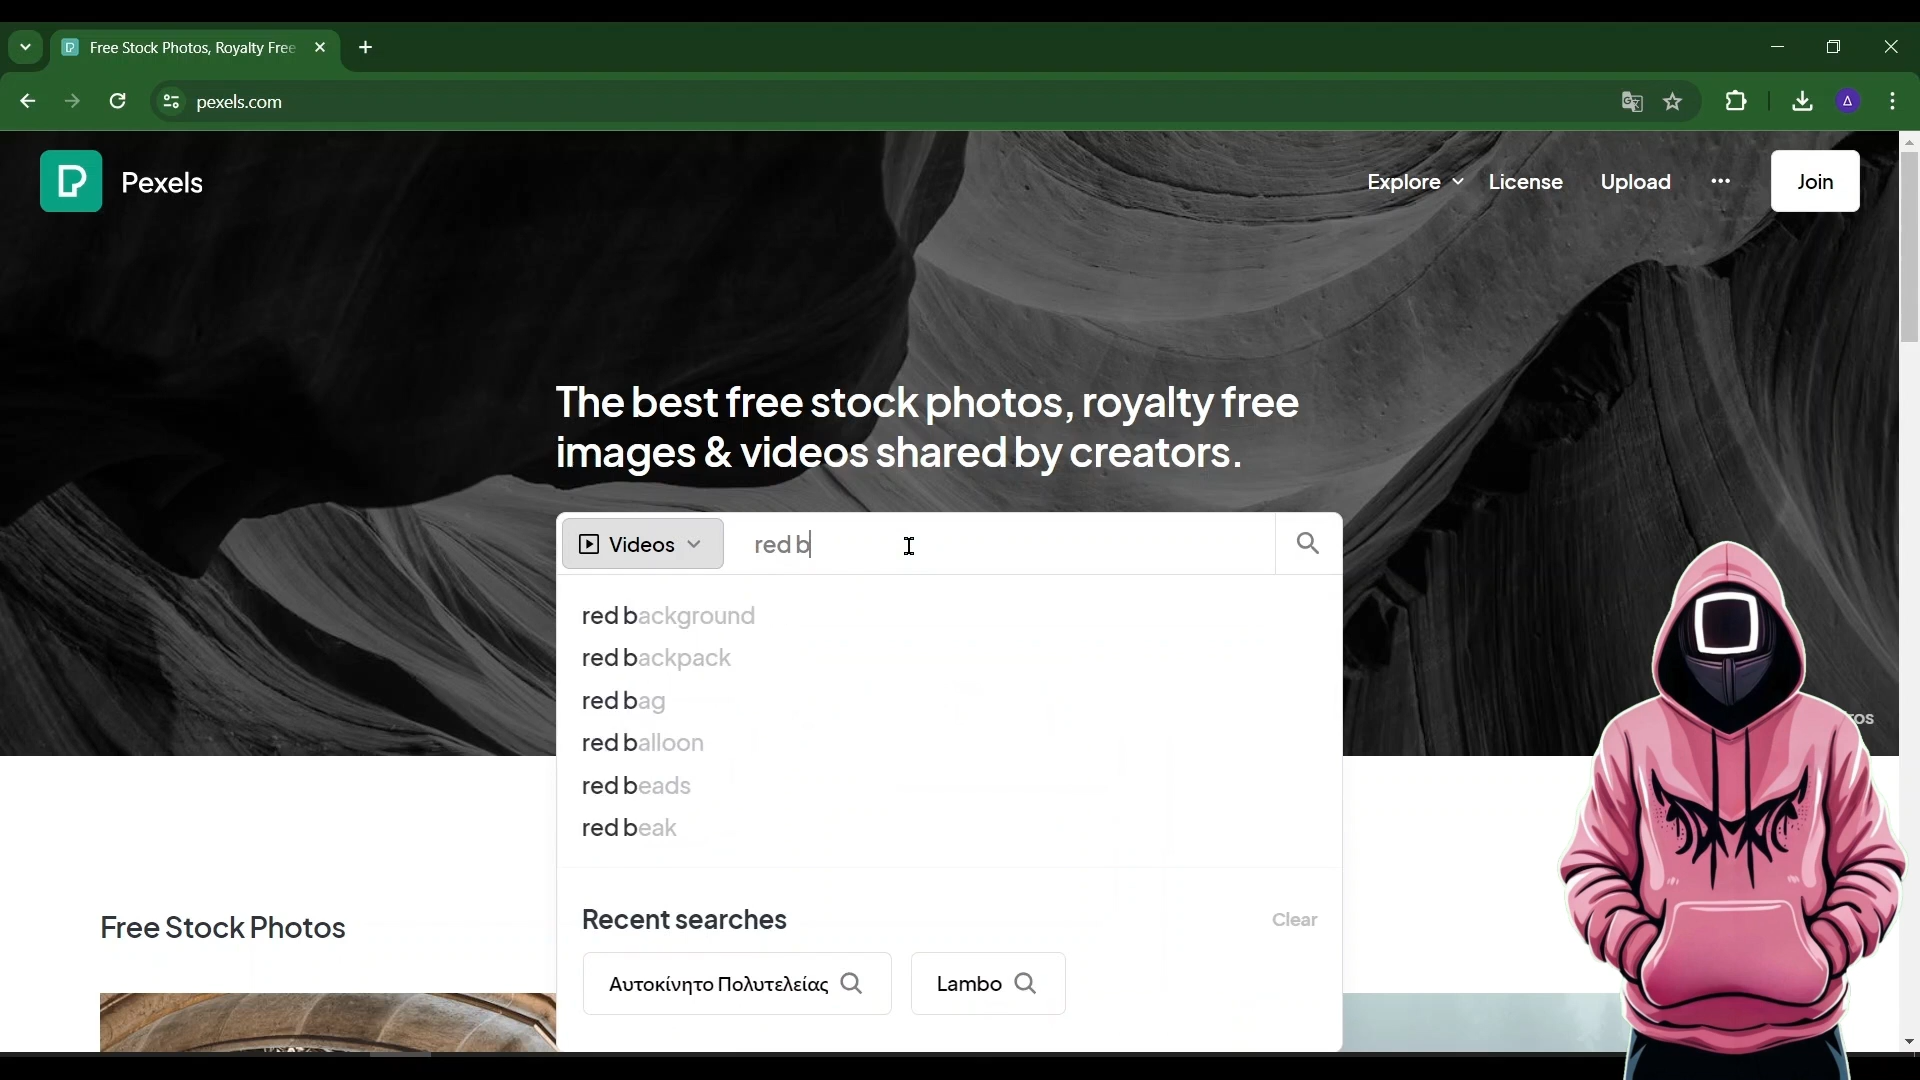 Free Stock Photos, Royalty Free
pexels.com
Δ
Pexels
Explore
License
Upload
Join
The best free stock photos, royalty free
images & videos shared by creators.
Videos
red b
red background
red backpack
red bag
red balloon
red beads
red beak
Recent searches
Clear
Αυτοκίνητο Πολυτελείας
Lambo
Free Stock Photos